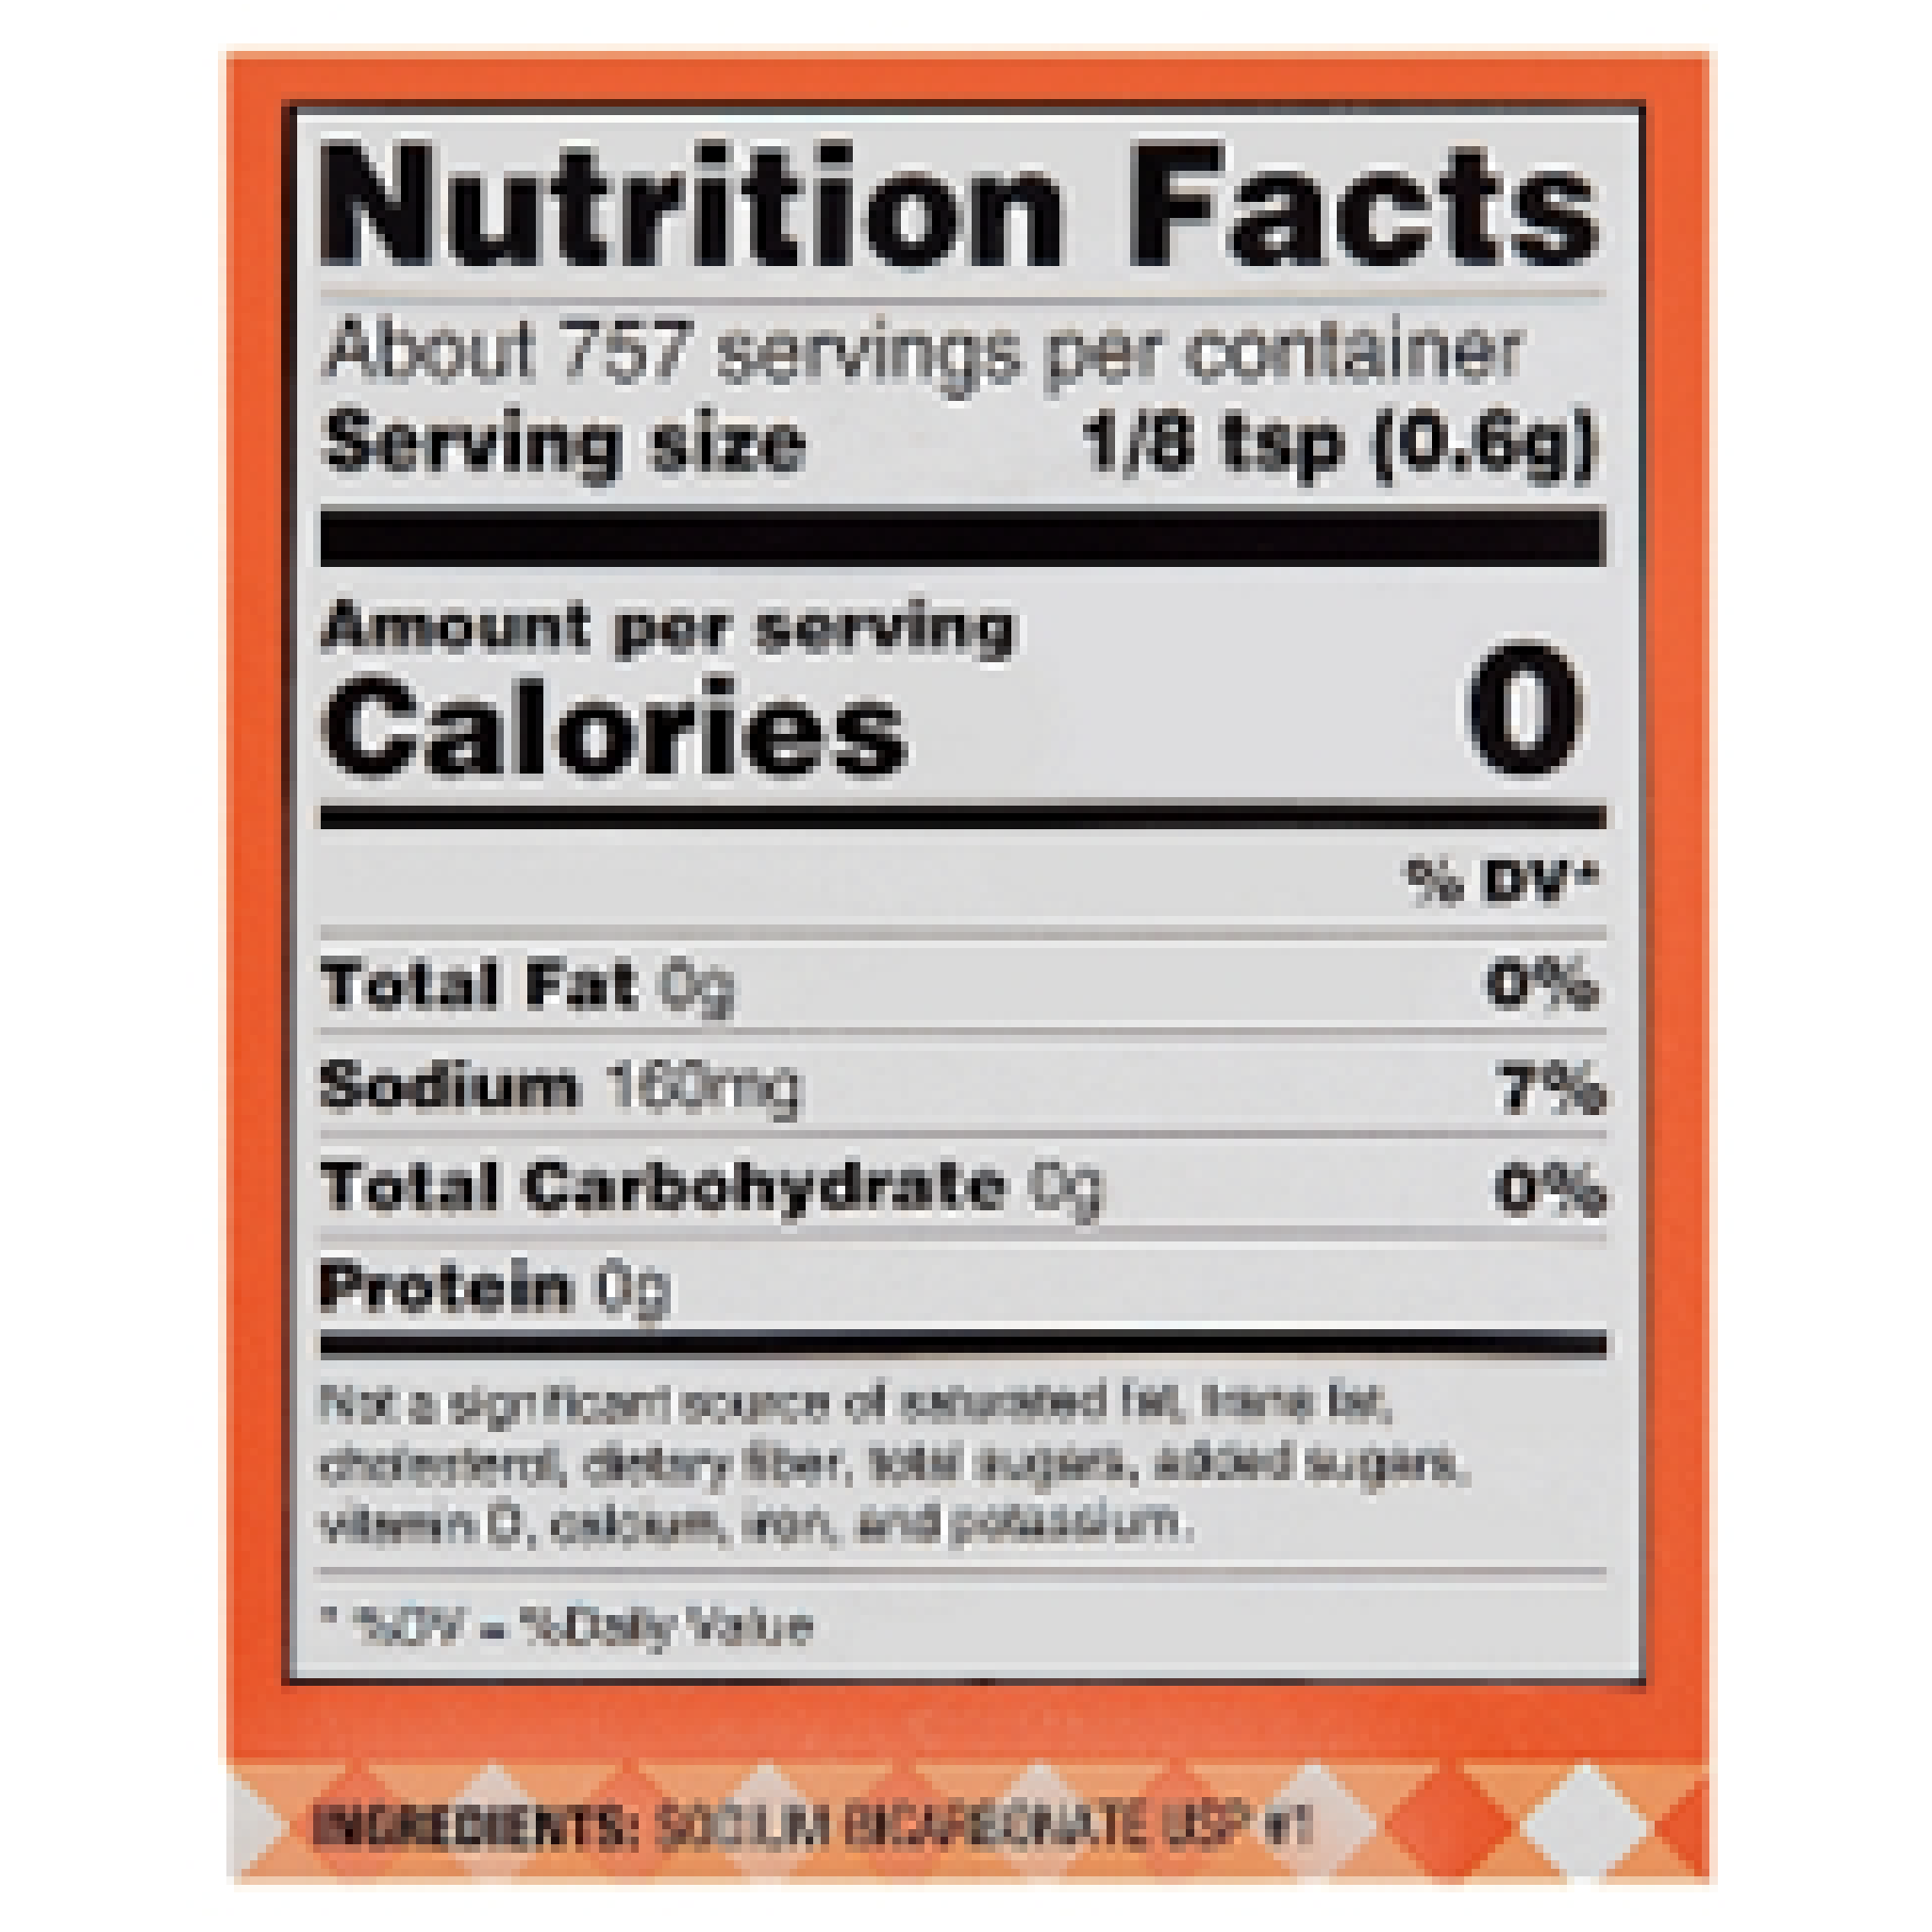 Nutrition Facts
About 757 servings per container
Serving size 1/8 tsp (0.6g)
Amount per serving
Calories 0
% DV*
Total Fat 0g 0%
Sodium 160mg 7%
Total Carbohydrate 0g 0%
Protein 0g
Not a significant source of saturated fat, trans fat,
cholesterol, dietary fiber, total sugars, added sugars,
vitamin D, calcium, iron, and potassium.
* %DV = %Daily Value
INGREDIENTS: SODIUM BICARBONATE USP #1